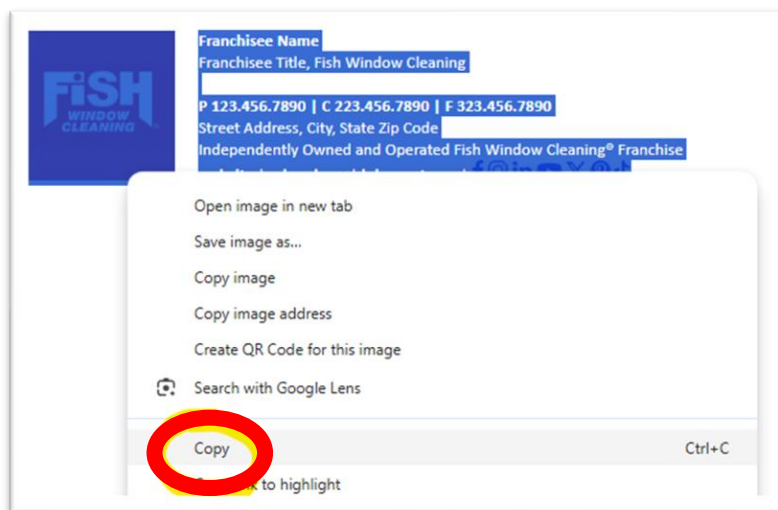 FiSH
WINDOW
CLEANING
Franchisee Name
Franchisee Title, Fish Window Cleaning
P 123.456.7890 | C 223.456.7890 | F 323.456.7890
Street Address, City, State Zip Code
Independently Owned and Operated Fish Window Cleaning® Franchise
Open image in new tab
Save image as...
Copy image
Copy image address
Create QR Code for this image
Search with Google Lens
Copy Ctrl+C
to highlight